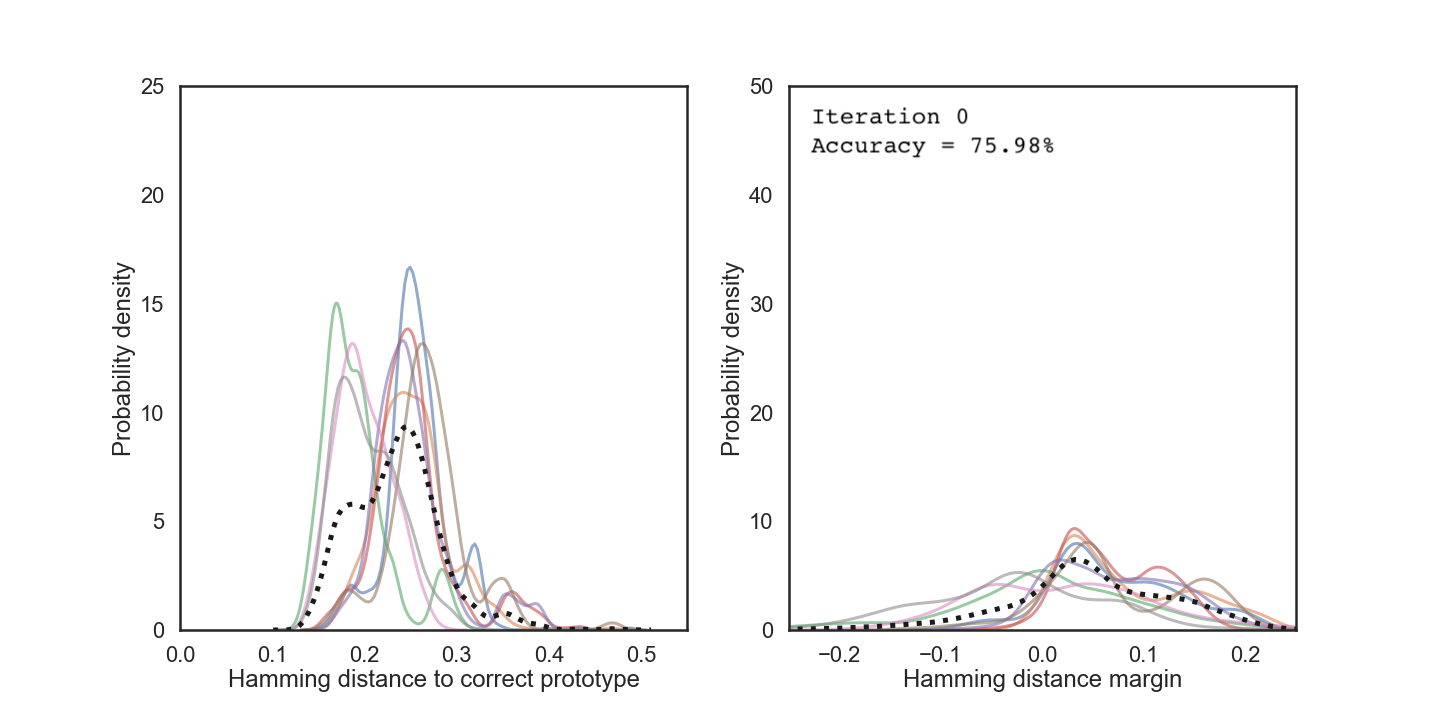 25
20
15
10
5
0
0.0 0.1 0.2 0.3 0.4 0.5
Hamming distance to correct prototype
Probability density
Iteration 0
Accuracy = 75.98%
50
40
30
20
10
0
−0.2 −0.1 0.0 0.1 0.2
Hamming distance margin
Probability density